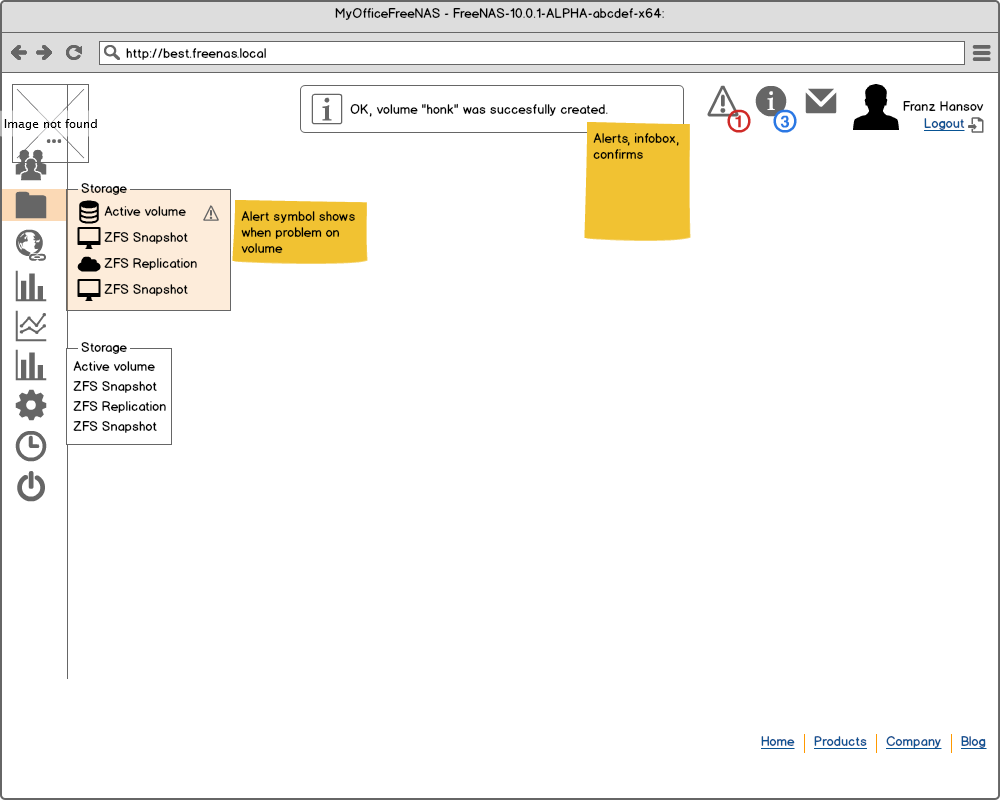 MyOfficeFreeNAS - FreeNAS-10.0.1-ALPHA-abcdef-x64:
http://best.freenas.local
Image not found
OK, volume "honk" was succesfully created.
1
3
Franz Hansov
Logout
Alerts, infobox,
confirms
Storage
Active volume
ZFS Snapshot
ZFS Replication
ZFS Snapshot
Alert symbol shows
when problem on
volume
Storage
Active volume
ZFS Snapshot
ZFS Replication
ZFS Snapshot
Home
Products
Company
Blog